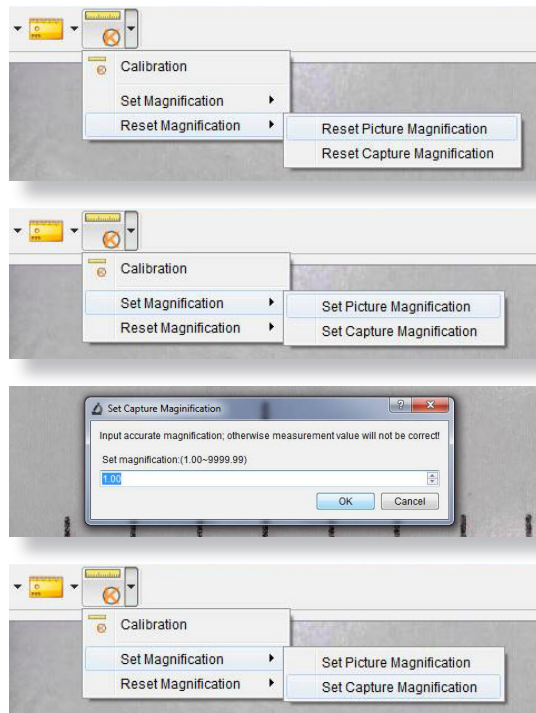 Calibration
Set Magnification
Reset Magnification
Reset Picture Magnification
Reset Capture Magnification
Calibration
Set Magnification
Reset Magnification
Set Picture Magnification
Set Capture Magnification
Set Capture Maginification
Input accurate magnification; otherwise measurement value will not be correct!
Set magnification:(1.00~9999.99)
1.00
OK Cancel
Calibration
Set Magnification
Reset Magnification
Set Picture Magnification
Set Capture Magnification